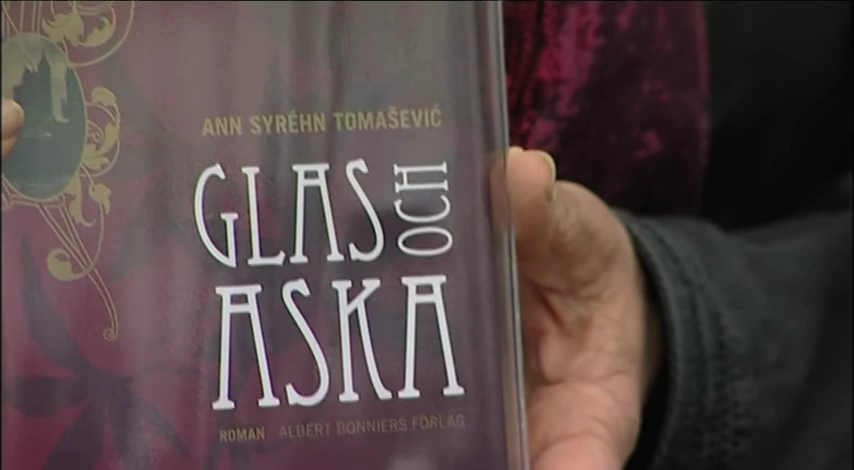 ANN SYRÉHN TOMAŠEVIĆ
GLAS OCH
ASKA
ROMAN ALBERT BONNIERS FÖRLAG